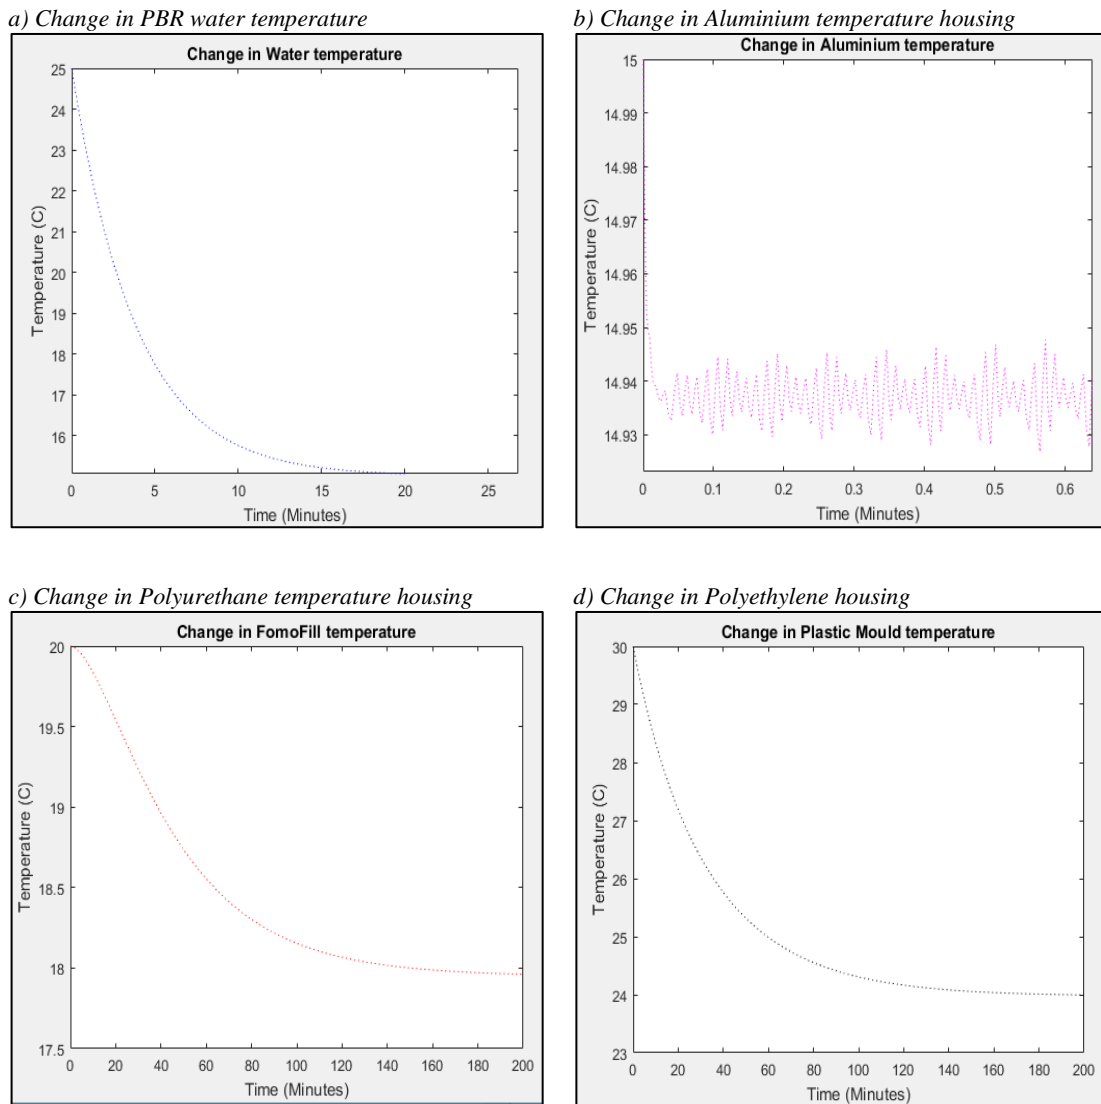 a) Change in PBR water temperature
Change in Water temperature
25
24
23
22
21
20
19
18
17
16
Temperature (C)
0 5 10 15 20 25
Time (Minutes)
b) Change in Aluminium temperature housing
Change in Aluminium temperature
15
14.99
14.98
14.97
14.96
14.95
14.94
14.93
Temperature (C)
0 0.1 0.2 0.3 0.4 0.5 0.6
Time (Minutes)
c) Change in Polyurethane temperature housing
Change in FomoFill temperature
20
19.5
19
18.5
18
17.5
Temperature (C)
0 20 40 60 80 100 120 140 160 180 200
Time (Minutes)
d) Change in Polyethylene housing
Change in Plastic Mould temperature
30
29
28
27
26
25
24
23
Temperature (C)
0 20 40 60 80 100 120 140 160 180 200
Time (Minutes)